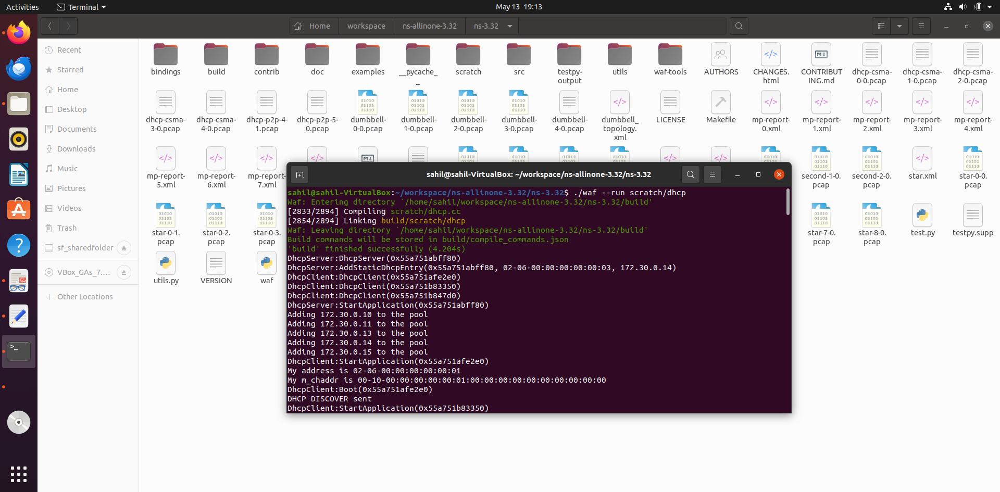 Activities
Terminal
May 13 19:13
Home
workspace
ns-allinone-3.32
ns-3.32
Recent
Starred
Home
Desktop
Documents
Downloads
Music
Pictures
Videos
Trash
sf_sharedfolder
VBox_GAs_7....
Other Locations
bindings
build
contrib
doc
examples
__pycache_
_
scratch
src
testpy-
output
utils
waf-tools
AUTHORS
CHANGES.
html
CONTRIBUT
ING.md
dhcp-csma-
0-0.pcap
dhcp-csma-
1-0.pcap
dhcp-csma-
2-0.pcap
dhcp-csma-
3-0.pcap
dhcp-csma-
4-0.pcap
dhcp-p2p-4-
1.pcap
dhcp-p2p-5-
0.pcap
dumbbell-
0-0.pcap
dumbbell-
1-0.pcap
dumbbell-
2-0.pcap
dumbbell-
3-0.pcap
dumbbell-
4-0.pcap
dumbbell_
topology.
xml
LICENSE
Makefile
mp-report-
0.xml
mp-report-
1.xml
mp-report-
2.xml
mp-report-
3.xml
mp-report-
4.xml
mp-report-
5.xml
mp-report-
6.xml
mp-report-
7.xml
second-1-0.
pcap
second-2-0.
pcap
star.xml
star-0-0.
pcap
star-0-1.
pcap
star-0-2.
pcap
star-0-3.
pcap
star-7-0.
pcap
star-8-0.
pcap
test.py
testpy.supp
utils.py
VERSION
waf
sahil@sahil-VirtualBox: ~/workspace/ns-allinone-3.32/ns-3.32
sahil@sahil-VirtualBox:~/workspace/ns-allinone-3.32/ns-3.32$ ./waf --run scratch/dhcp
Waf: Entering directory `/home/sahil/workspace/ns-allinone-3.32/ns-3.32/build'
[2833/2894] Compiling scratch/dhcp.cc
[2854/2894] Linking build/scratch/dhcp
Waf: Leaving directory `/home/sahil/workspace/ns-allinone-3.32/ns-3.32/build'
Build commands will be stored in build/compile_commands.json
'build' finished successfully (4.204s)
DhcpServer:DhcpServer(0x55a751abff80)
DhcpServer:AddStaticDhcpEntry(0x55a751abff80, 02-06-00:00:00:00:00:03, 172.30.0.14)
DhcpClient:DhcpClient(0x55a751afe2e0)
DhcpClient:DhcpClient(0x55a751b83350)
DhcpClient:DhcpClient(0x55a751b847d0)
DhcpServer:StartApplication(0x55a751abff80)
Adding 172.30.0.10 to the pool
Adding 172.30.0.11 to the pool
Adding 172.30.0.13 to the pool
Adding 172.30.0.14 to the pool
Adding 172.30.0.15 to the pool
DhcpClient:StartApplication(0x55a751afe2e0)
My address is 02-06-00:00:00:00:00:01
My m_chaddr is 00-10-00:00:00:00:00:01:00:00:00:00:00:00:00:00:00:00
DhcpClient:Boot(0x55a751afe2e0)
DHCP DISCOVER sent
DhcpClient:StartApplication(0x55a751b83350)